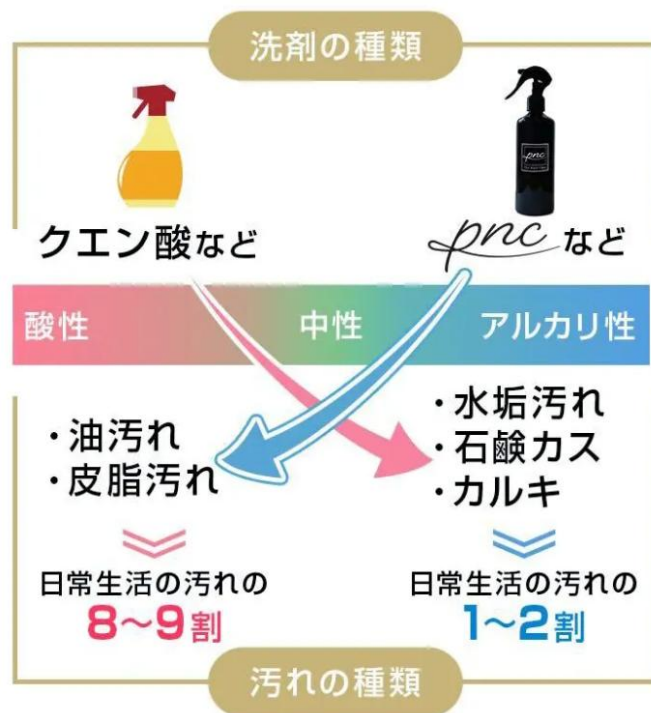 洗剤の種類
pnc
クエン酸など
pncなど
酸性
中性
アルカリ性
・油汚れ
・皮脂汚れ
・水垢汚れ
・石鹸カス
・カルキ
日常生活の汚れの
8〜9割
日常生活の汚れの
1〜2割
汚れの種類